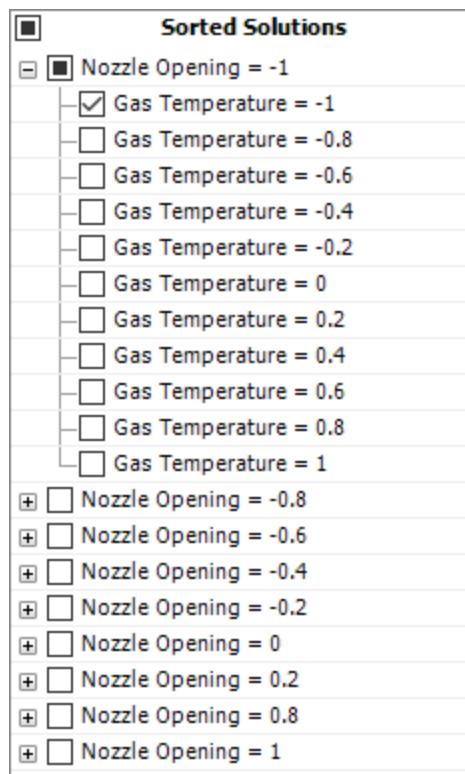 Sorted Solutions
Nozzle Opening = -1
Gas Temperature = -1
Gas Temperature = -0.8
Gas Temperature = -0.6
Gas Temperature = -0.4
Gas Temperature = -0.2
Gas Temperature = 0
Gas Temperature = 0.2
Gas Temperature = 0.4
Gas Temperature = 0.6
Gas Temperature = 0.8
Gas Temperature = 1
Nozzle Opening = -0.8
Nozzle Opening = -0.6
Nozzle Opening = -0.4
Nozzle Opening = -0.2
Nozzle Opening = 0
Nozzle Opening = 0.2
Nozzle Opening = 0.8
Nozzle Opening = 1